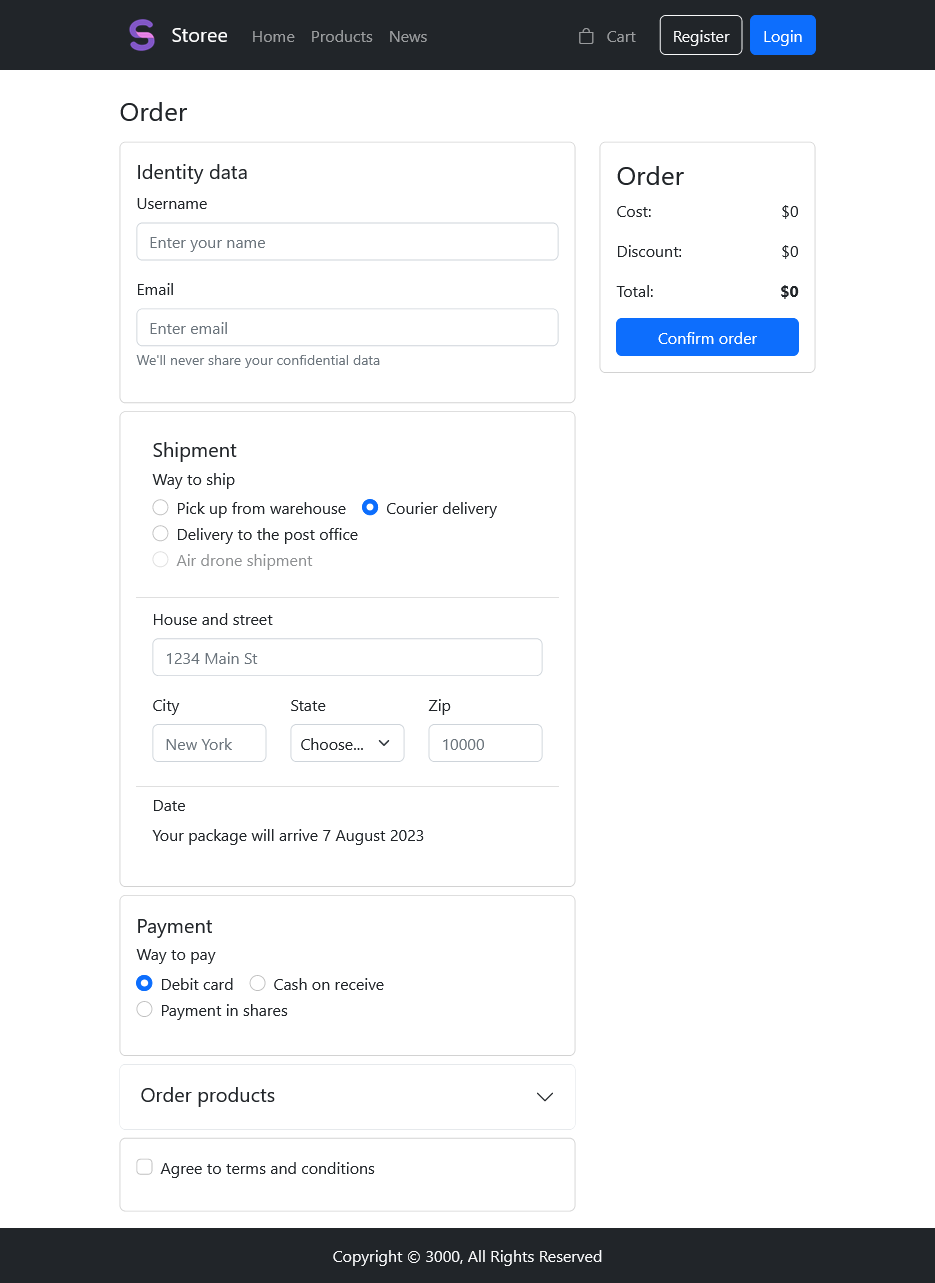 Storee Home Products News Cart Register Login
Order
Identity data
Username
Enter your name
Email
Enter email
We'll never share your confidential data
Shipment
Way to ship
Pick up from warehouse Courier delivery
Delivery to the post office
Air drone shipment
House and street
1234 Main St
City State Zip
New York Choose... 10000
Date
Your package will arrive 7 August 2023
Payment
Way to pay
Debit card Cash on receive
Payment in shares
Order products
Agree to terms and conditions
Order
Cost: $0
Discount: $0
Total: $0
Confirm order
Copyright © 3000, All Rights Reserved